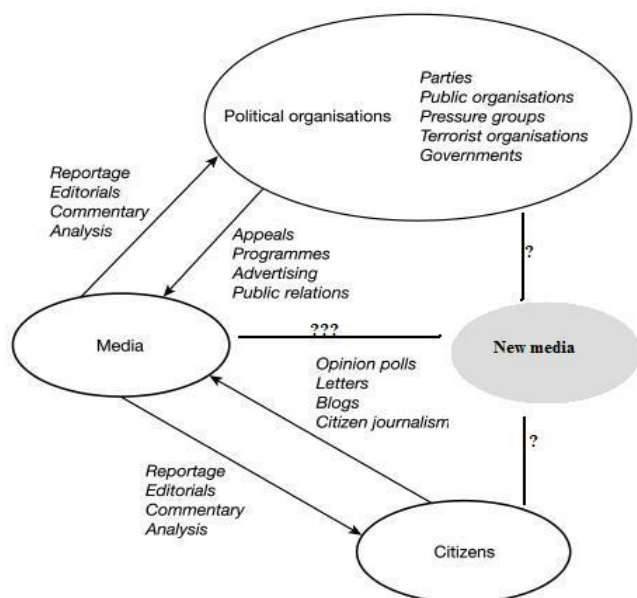 Political organisations
Parties
Public organisations
Pressure groups
Terrorist organisations
Governments
Reportage
Editorials
Commentary
Analysis
Appeals
Programmes
Advertising
Public relations
?
Media
???
New media
Opinion polls
Letters
Blogs
Citizen journalism
?
Reportage
Editorials
Commentary
Analysis
Citizens